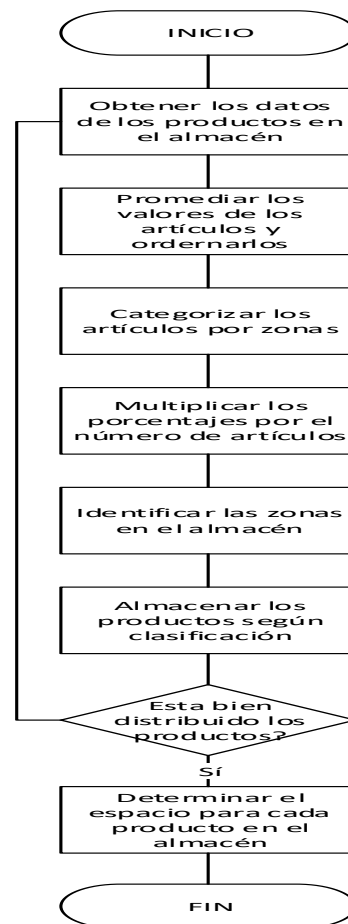 INICIO
Obtener los datos
de los productos en
el almacén
Promediar los
valores de los
artículos y
ordernarlos
Categorizar los
artículos por zonas
Multiplicar los
porcentajes por el
número de artículos
Identificar las zonas
en el almacén
Almacenar los
productos según
clasificación
Esta bien
distribuido los
productos?
Sí
Determinar el
espacio para cada
producto en el
almacén
FIN